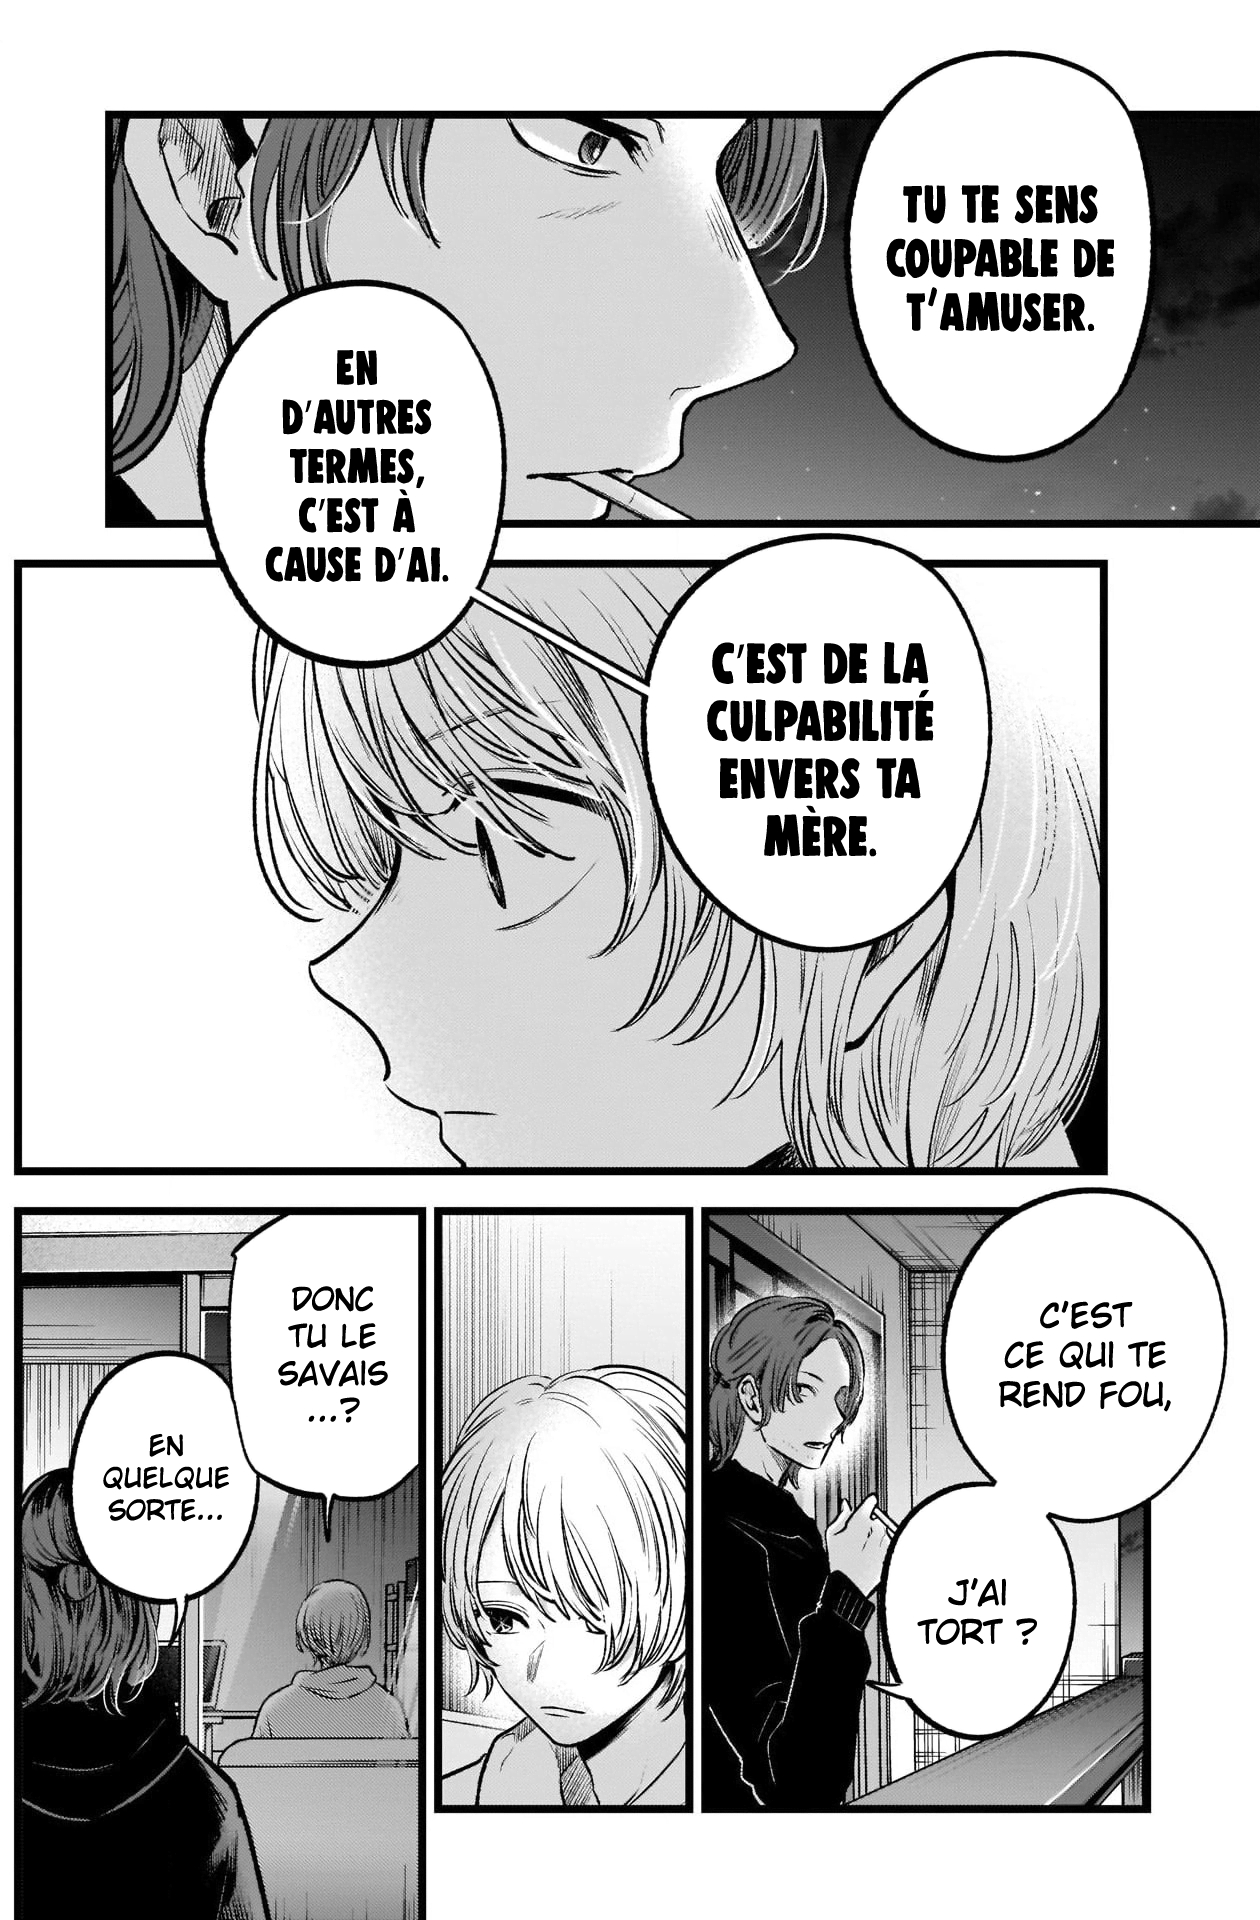 TU TE SENS
COUPABLE DE
T'AMUSER.
EN
D'AUTRES
TERMES,
C'EST À
CAUSE D'AI.
C'EST DE LA
CULPABILITÉ
ENVERS TA
MÈRE.
C'EST
CE QUI TE
REND FOU,
J'AI
TORT ?
DONC
TU LE
SAVAIS
...?
EN
QUELQUE
SORTE...